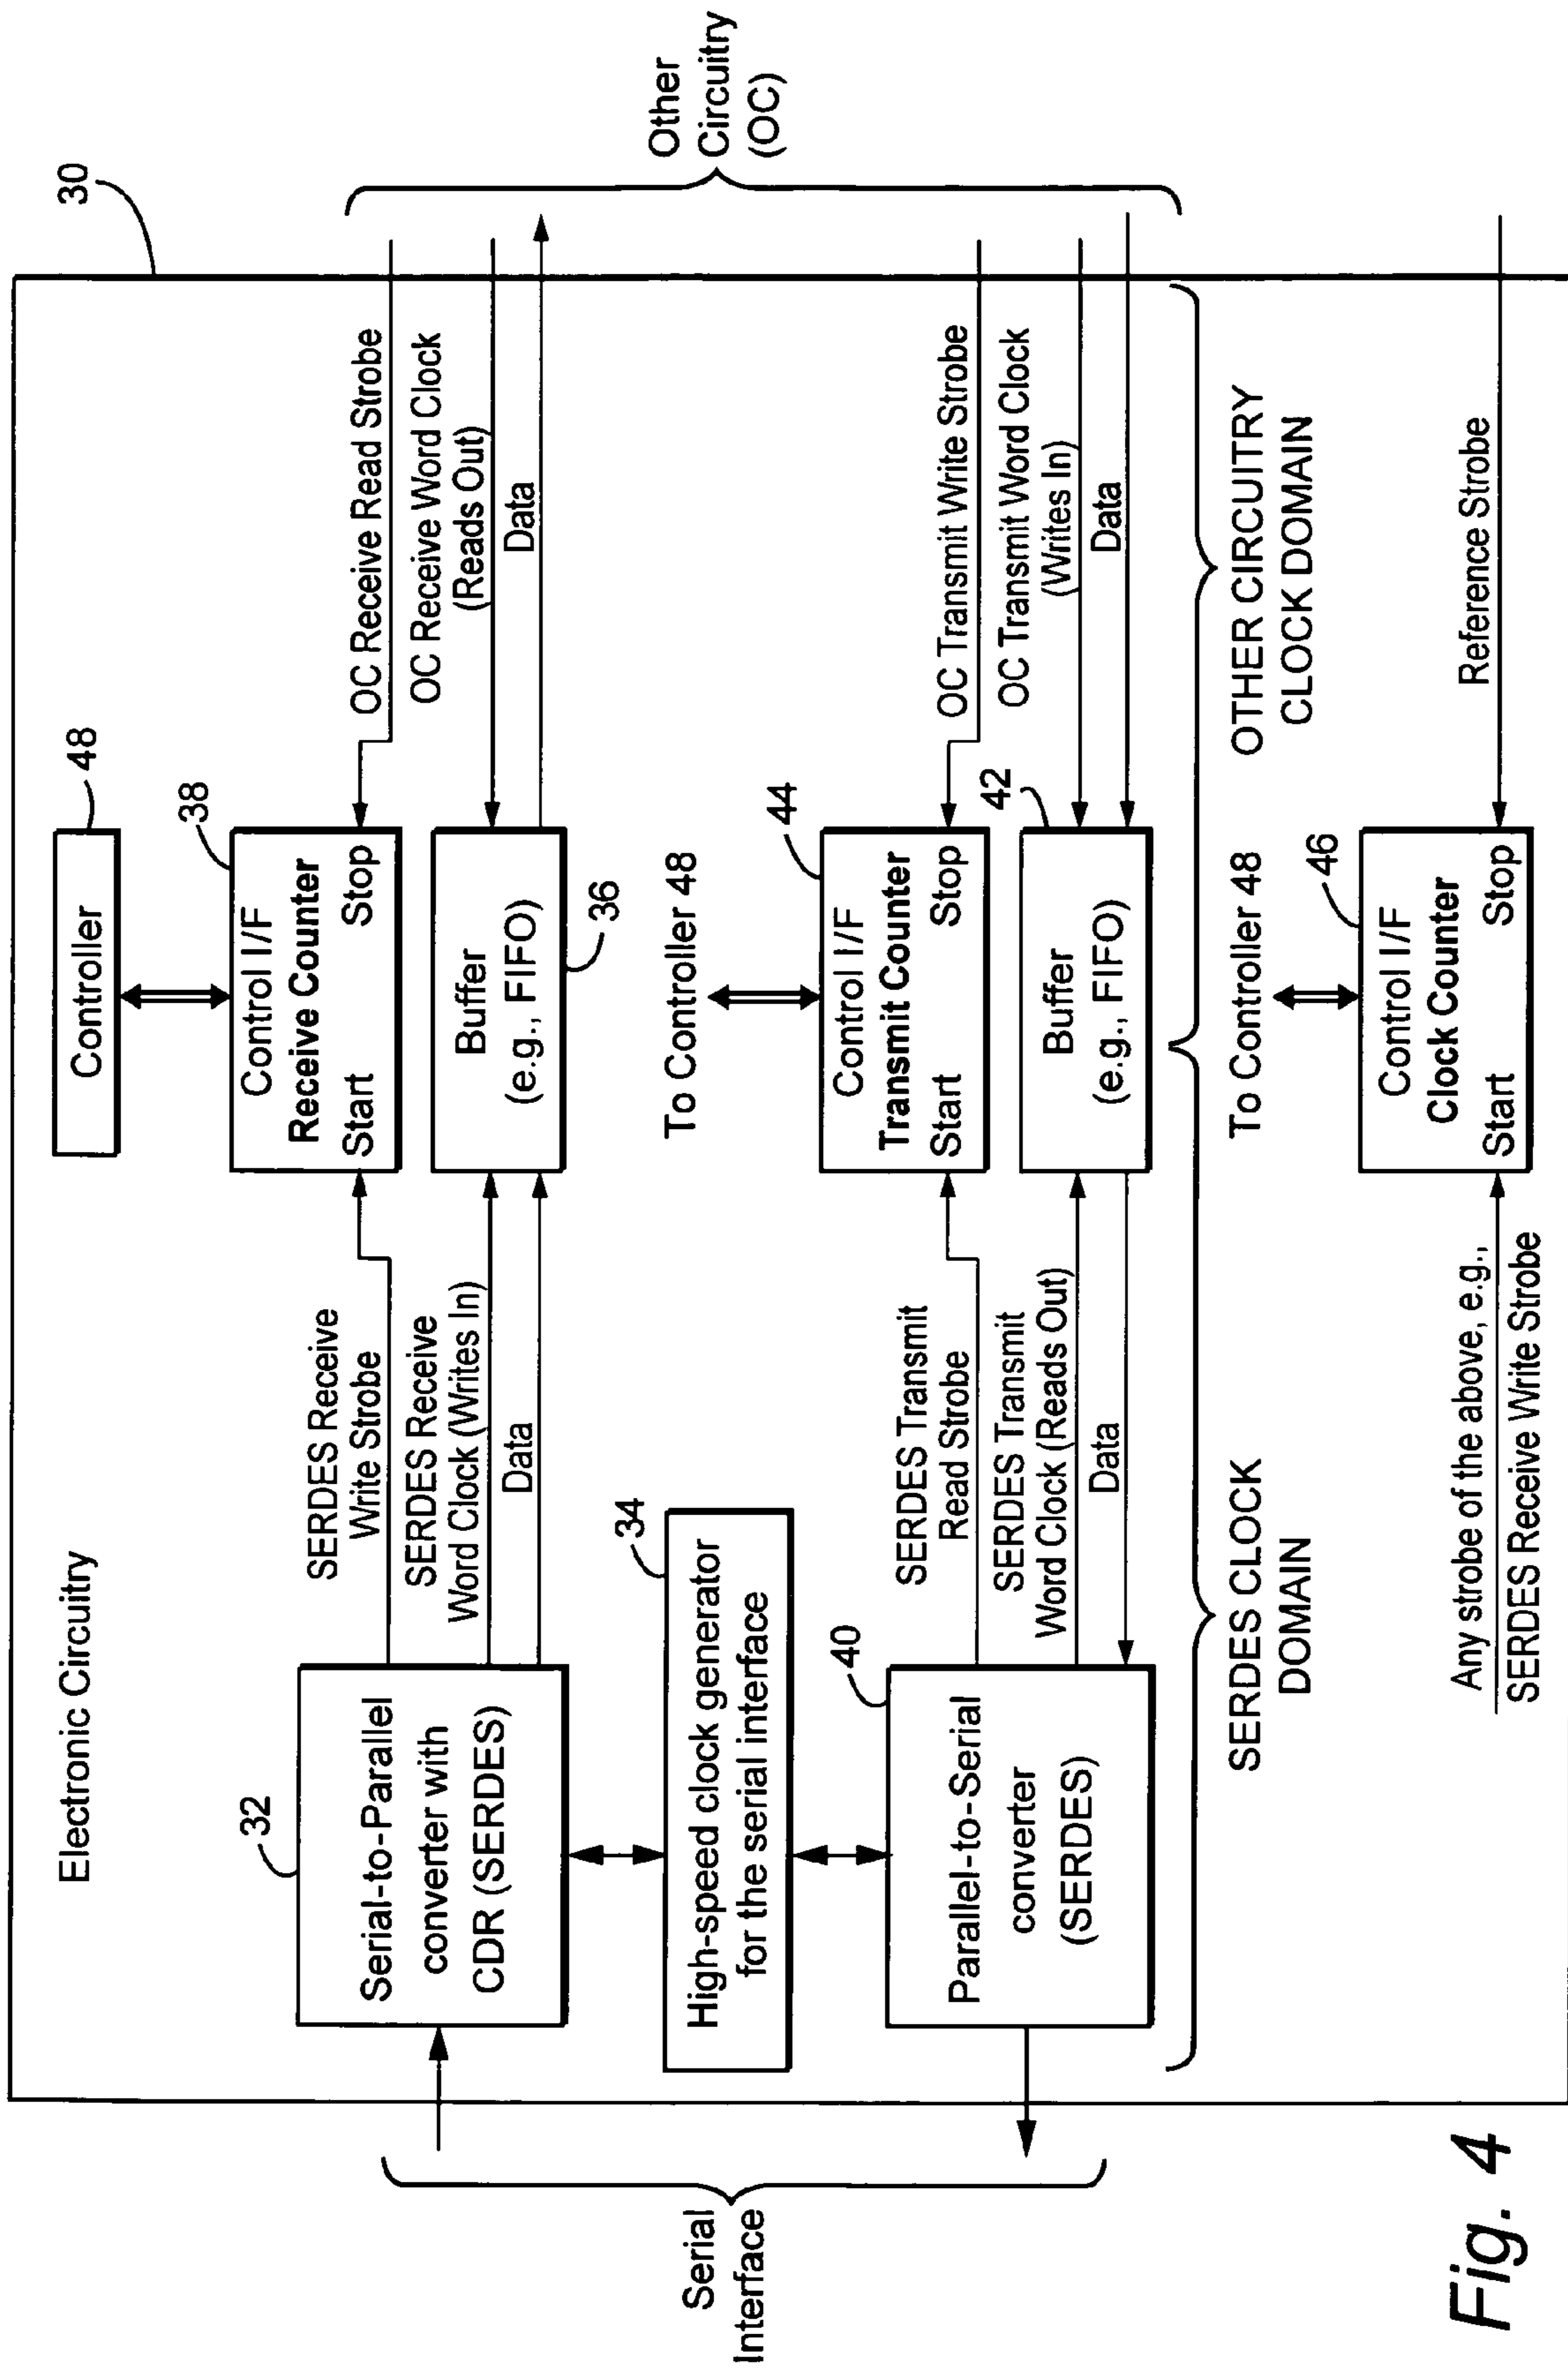 Electronic Circuitry
30
Controller
48
32
Serial-to-Parallel
converter with
CDR (SERDES)
SERDES Receive
Write Strobe
SERDES Receive
Word Clock (Writes In)
Data
38
Control I/F
Receive Counter
Start Stop
Buffer
(e.g., FIFO)
36
OC Receive Read Strobe
OC Receive Word Clock
(Reads Out)
Data
Serial
Interface
34
High-speed clock generator
for the serial interface
To Controller 48
Other
Circuitry
(OC)
40
Parallel-to-Serial
converter
(SERDES)
SERDES Transmit
Read Strobe
SERDES Transmit
Word Clock (Reads Out)
Data
44
Control I/F
Transmit Counter
Start Stop
42
Buffer
(e.g., FIFO)
OC Transmit Write Strobe
OC Transmit Word Clock
(Writes In)
Data
SERDES CLOCK
DOMAIN
To Controller 48
OTHER CIRCUITRY
CLOCK DOMAIN
46
Control I/F
Clock Counter
Start Stop
Any strobe of the above, e.g.,
SERDES Receive Write Strobe
Reference Strobe
Fig. 4